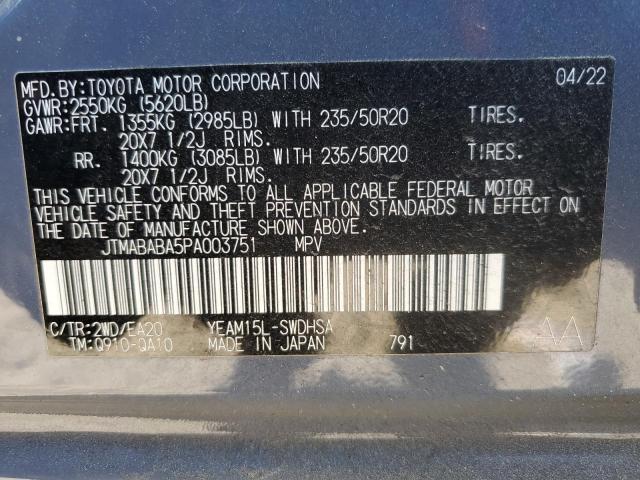 MFD.BY:TOYOTA MOTOR CORPORATION 04/22
GVWR:2550KG (5620LB)
GAWR:FRT. 1355KG (2985LB) WITH 235/50R20 TIRES.
20X7 1/2J RIMS.
RR. 1400KG (3085LB) WITH 235/50R20 TIRES.
20X7 1/2J RIMS.
THIS VEHICLE CONFORMS TO ALL APPLICABLE FEDERAL MOTOR
VEHICLE SAFETY AND THEFT PREVENTION STANDARDS IN EFFECT ON
THE DATE OF MANUFACTURE SHOWN ABOVE.
JTMABABA5PA003751 MPV
C/TR:2WD/EA20 YEAM15L-SWDHSA AA
TM:Q910-QA10 MADE IN JAPAN 791